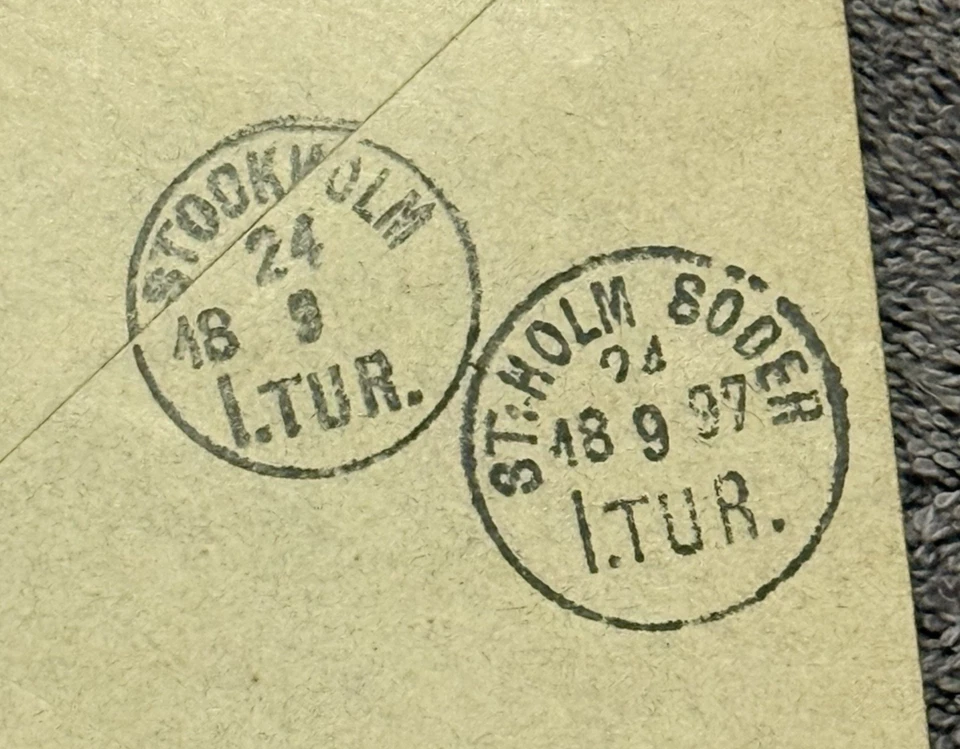 STOCKHOLM
24
18 9
I.TUR.
ST:HOLM SÖDER
24
18 9 97
I.TUR.